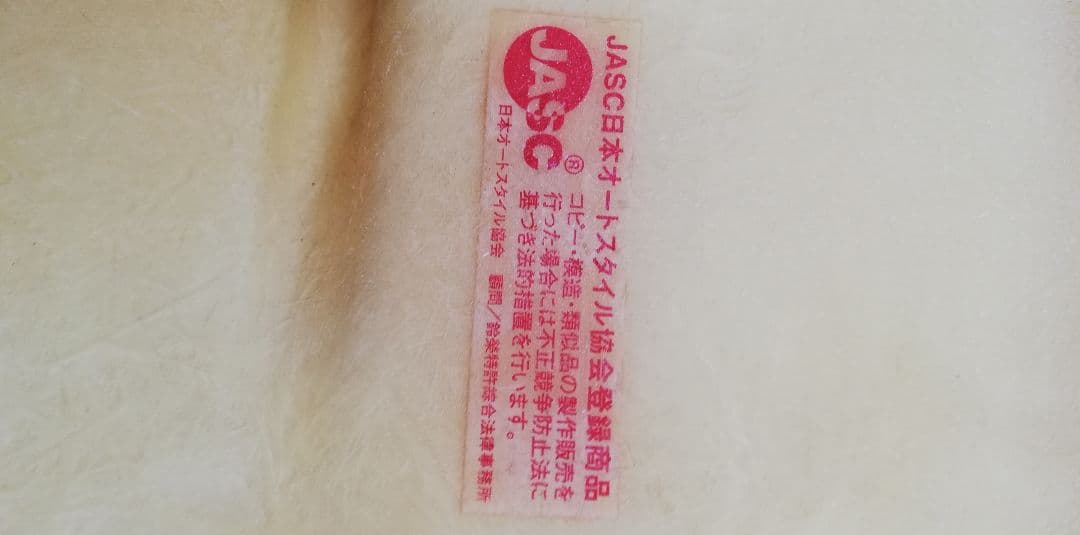 JASC日本オートスタイル協会登録商品
JASC®
コピー・模造・類似品の製作販売を
行った場合には不正競争防止法に
基づき法的措置を行います。
日本オートスタイル協会 顧問/鈴榮特許綜合法律事務所